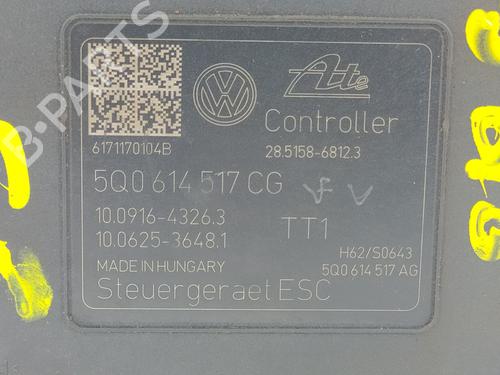 Ate
Controller
6171170104B
28.5158-6812.3
5Q0 614 517 CG
10.0916-4326.3
10.0625-3648.1
TT1
H62/S0643
MADE IN HUNGARY
5Q0 614 517 AG
Steuergeraet ESC